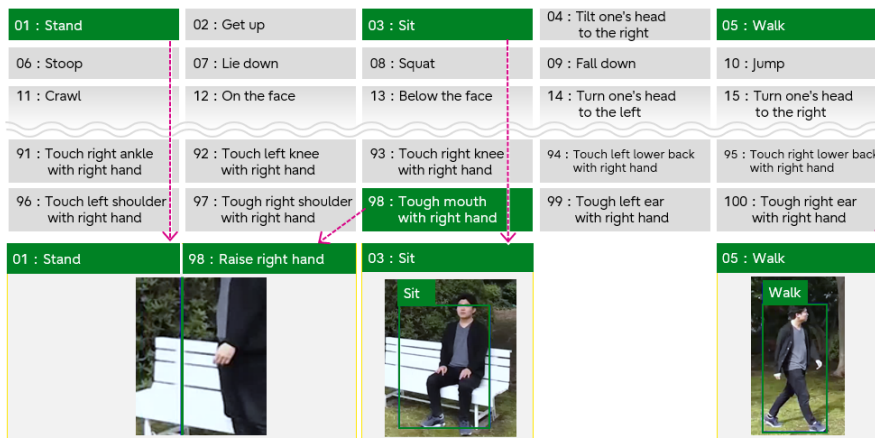 01 : Stand
02 : Get up
03 : Sit
04 : Tilt one's head
to the right
05 : Walk
06 : Stoop
07 : Lie down
08 : Squat
09 : Fall down
10 : Jump
11 : Crawl
12 : On the face
13 : Below the face
14 : Turn one's head
to the left
15 : Turn one's head
to the right
91 : Touch right ankle
with right hand
92 : Touch left knee
with right hand
93 : Touch right knee
with right hand
94 : Touch left lower back
with right hand
95 : Touch right lower back
with right hand
96 : Touch left shoulder
with right hand
97 : Tough right shoulder
with right hand
98 : Tough mouth
with right hand
99 : Tough left ear
with right hand
100 : Tough right ear
with right hand
01 : Stand
98 : Raise right hand
03 : Sit
05 : Walk
Sit
Walk